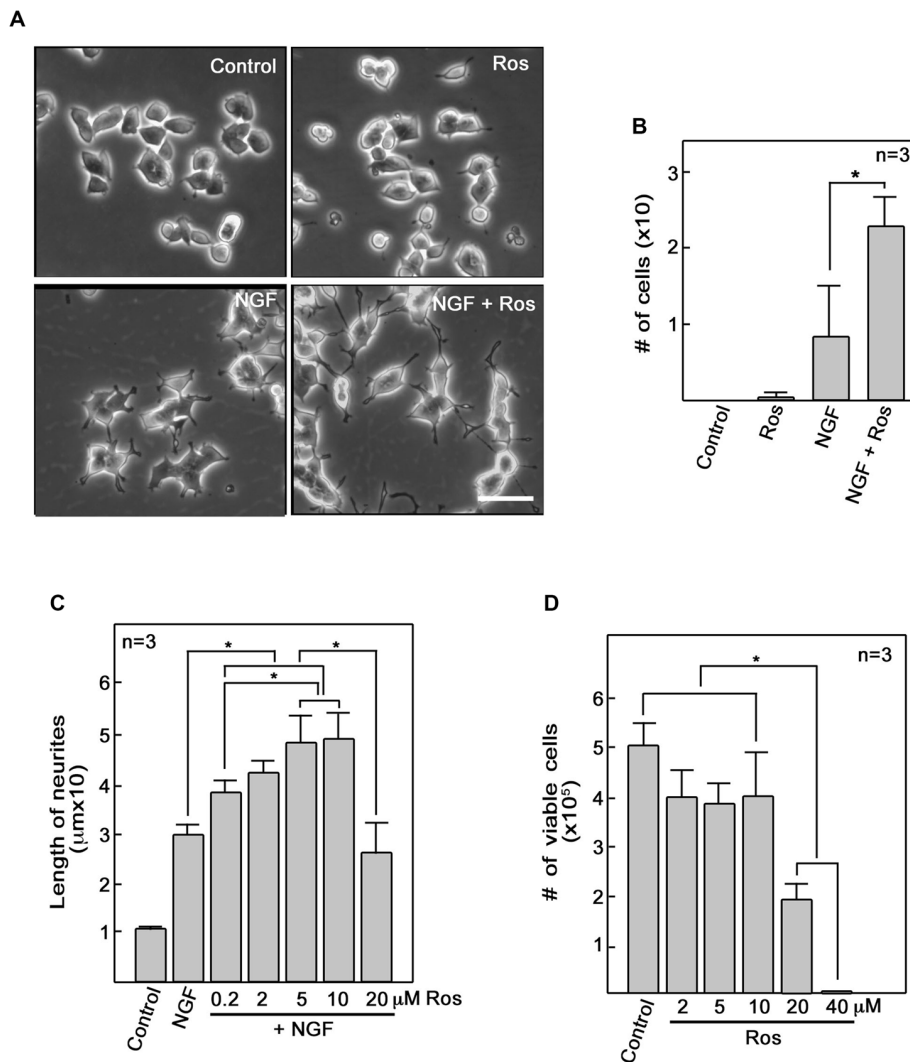 A
Control
Ros
NGF
NGF + Ros
B
n=3
*
3
2
1
# of cells (x10)
Control
Ros
NGF
NGF + Ros
C
n=3
*
*
*
6
5
4
3
2
1
Length of neurites
(μmx10)
Control
NGF
0.2 2 5 10 20 μM Ros
+ NGF
D
n=3
*
6
5
4
3
2
1
# of viable cells
(x10⁵)
Control
2 5 10 20 40 μM
Ros